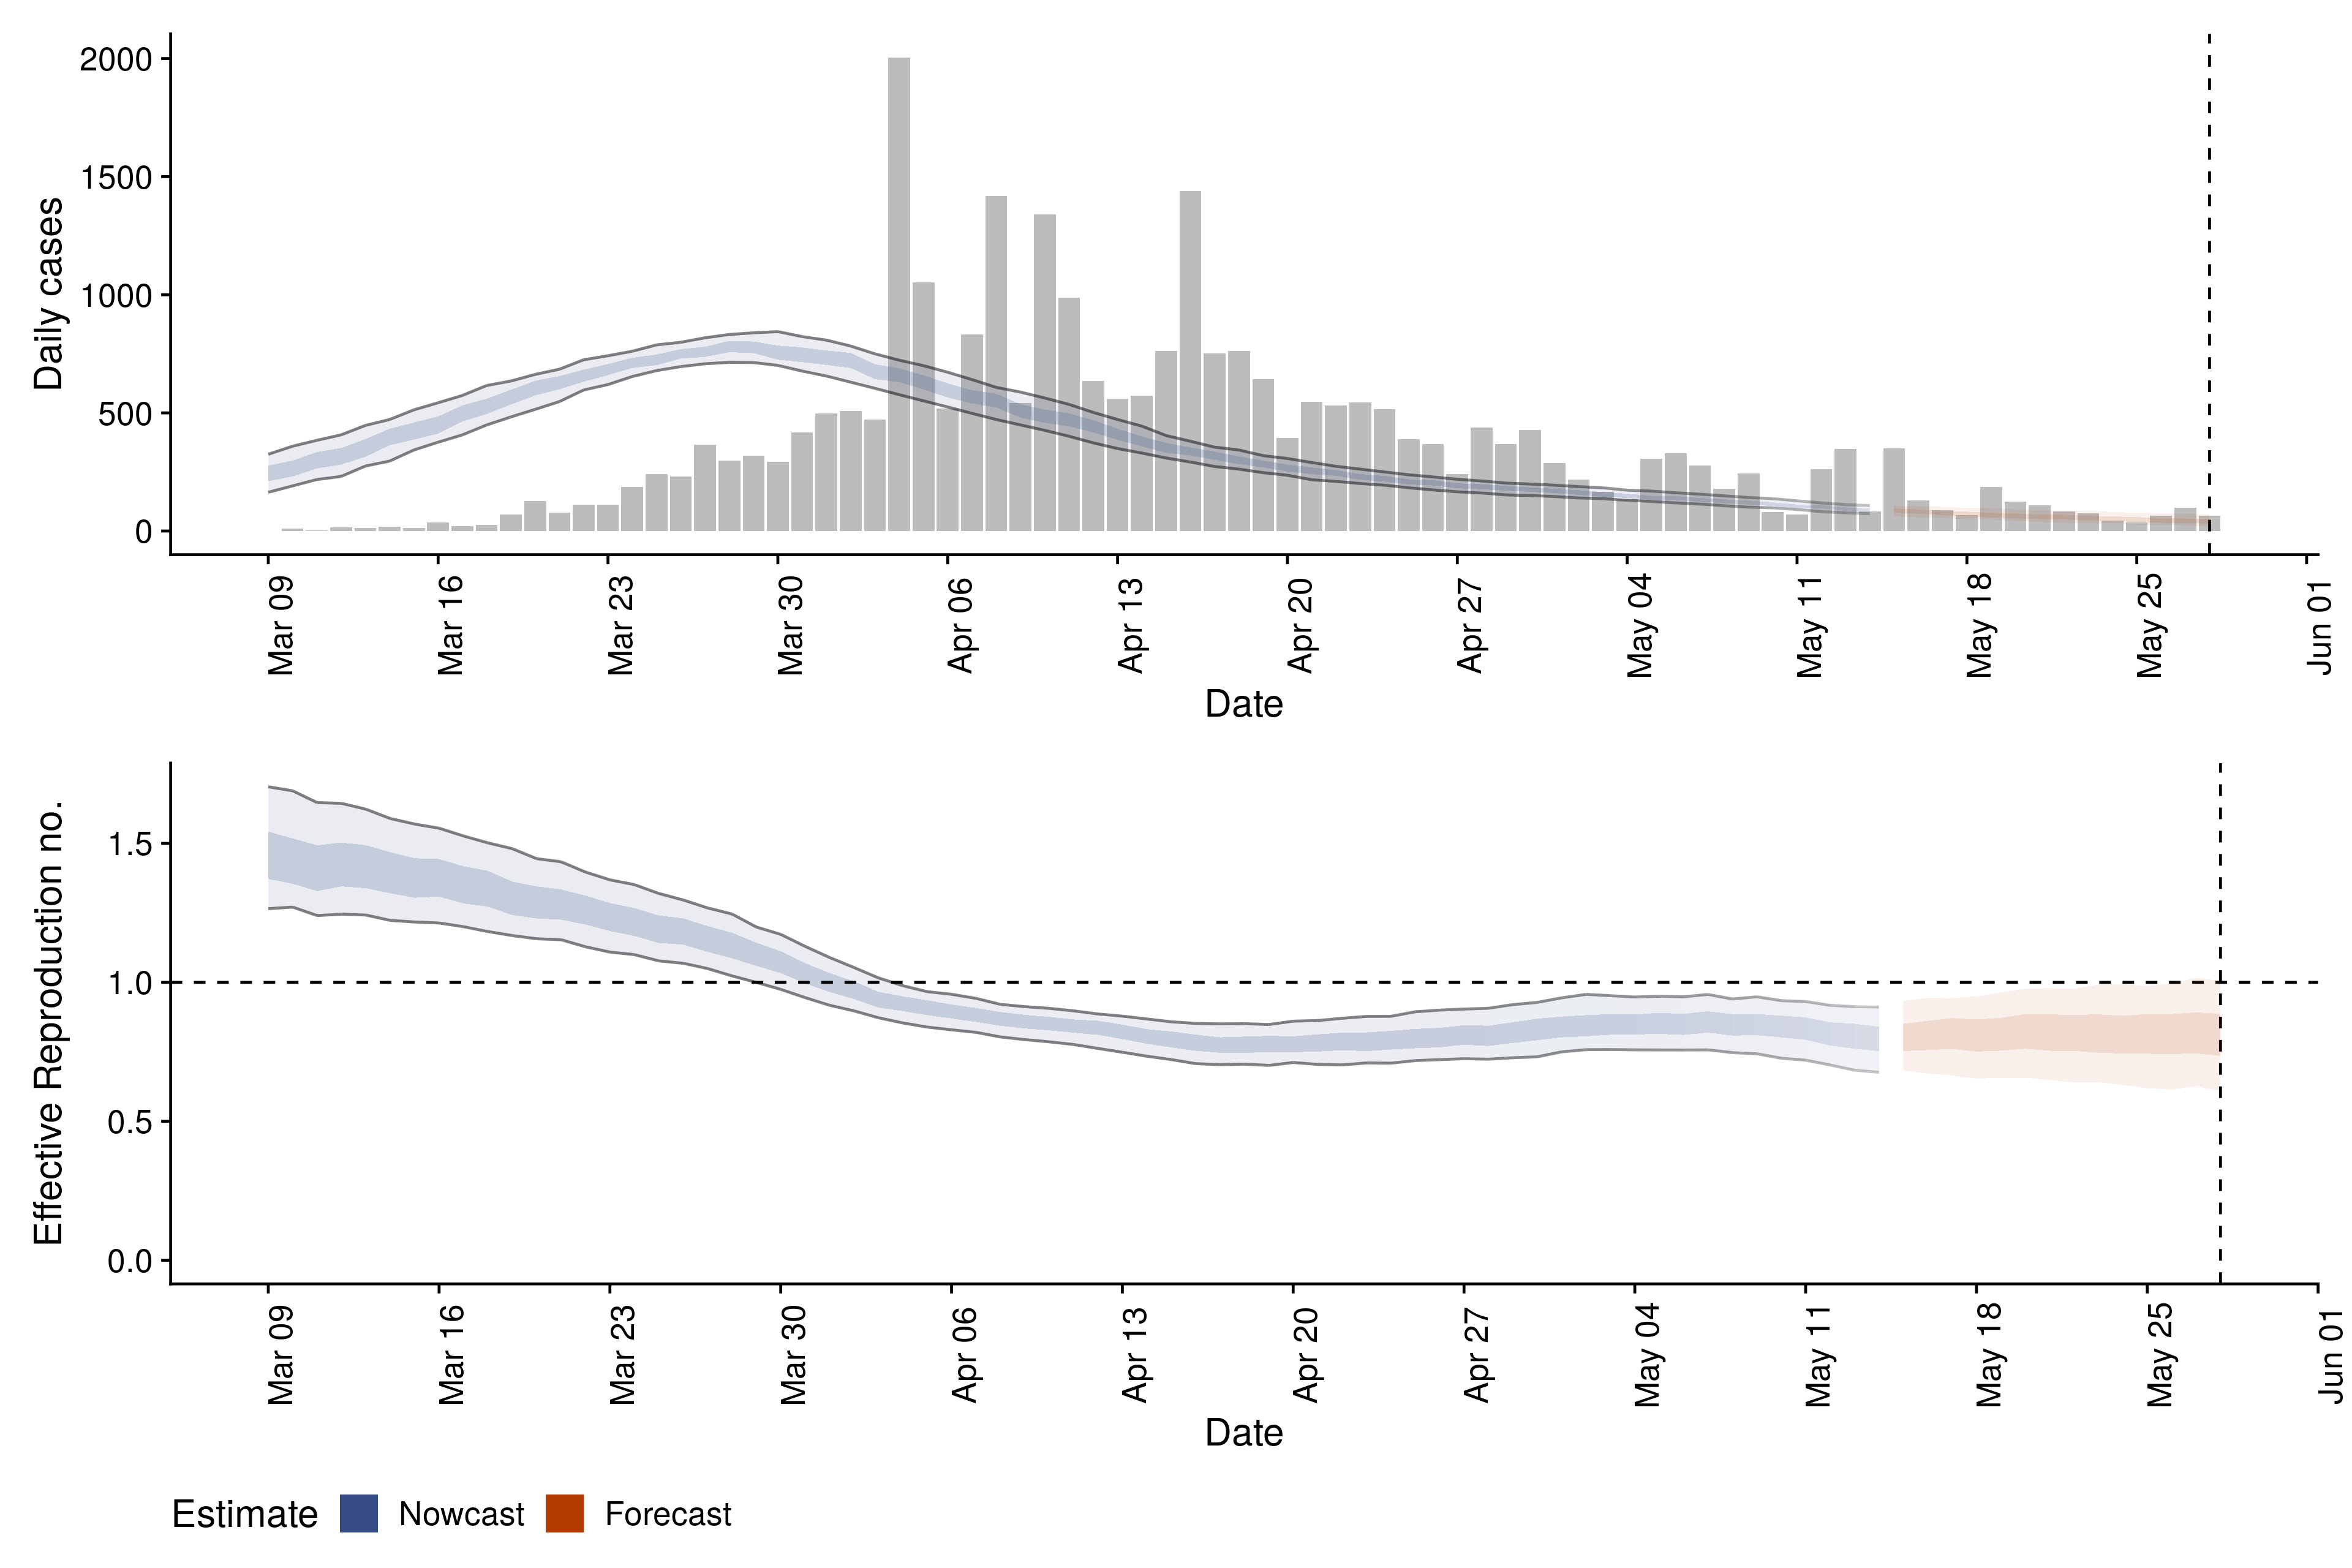 Daily cases
2000
1500
1000
500
0
Mar 09
Mar 16
Mar 23
Mar 30
Apr 06
Apr 13
Apr 20
Apr 27
May 04
May 11
May 18
May 25
Jun 01
Date
Effective Reproduction no.
1.5
1.0
0.5
0.0
Mar 09
Mar 16
Mar 23
Mar 30
Apr 06
Apr 13
Apr 20
Apr 27
May 04
May 11
May 18
May 25
Jun 01
Date
Estimate Nowcast Forecast